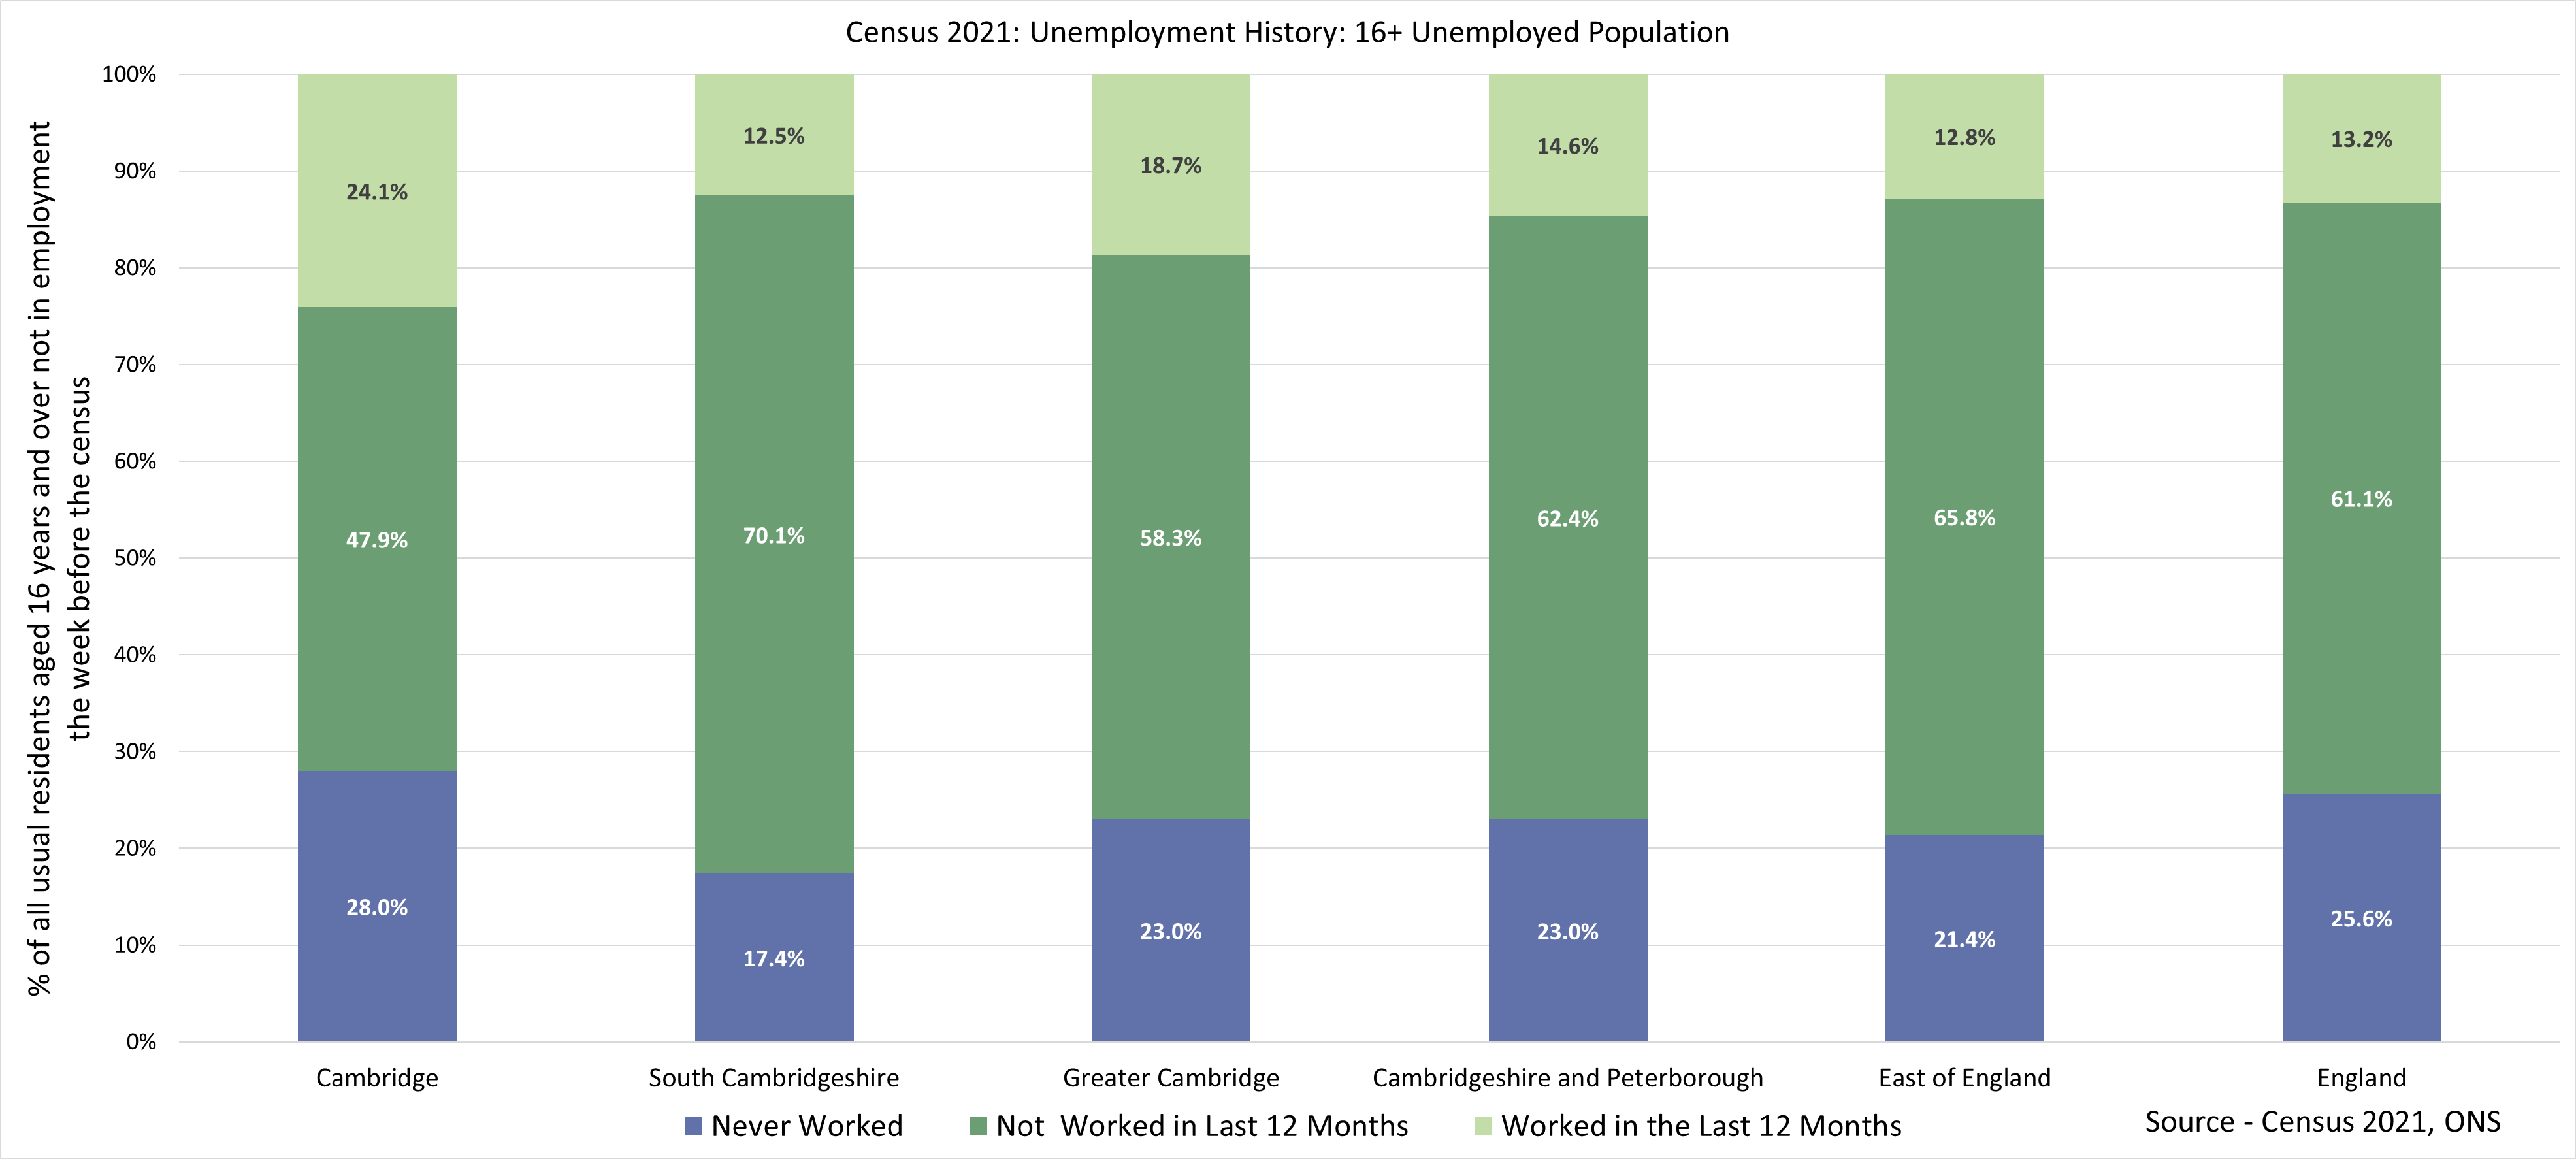 Census 2021: Unemployment History: 16+ Unemployed Population
% of all usual residents aged 16 years and over not in employment
the week before the census
100%
90%
80%
70%
60%
50%
40%
30%
20%
10%
0%
24.1%
47.9%
28.0%
12.5%
70.1%
17.4%
18.7%
58.3%
23.0%
14.6%
62.4%
23.0%
12.8%
65.8%
21.4%
13.2%
61.1%
25.6%
Cambridge
South Cambridgeshire
Greater Cambridge
Cambridgeshire and Peterborough
East of England
England
Never Worked
Not  Worked in Last 12 Months
Worked in the Last 12 Months
Source - Census 2021, ONS